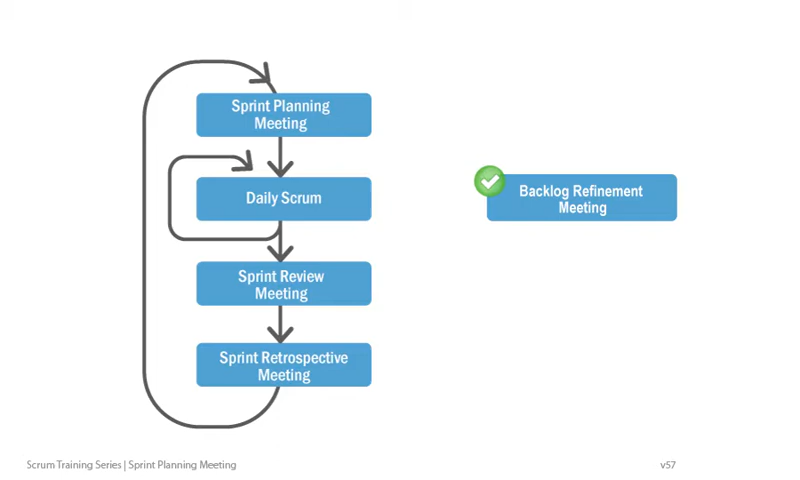 Sprint Planning
Meeting
Daily Scrum
Backlog Refinement
Meeting
Sprint Review
Meeting
Sprint Retrospective
Meeting
Scrum Training Series | Sprint Planning Meeting
v57